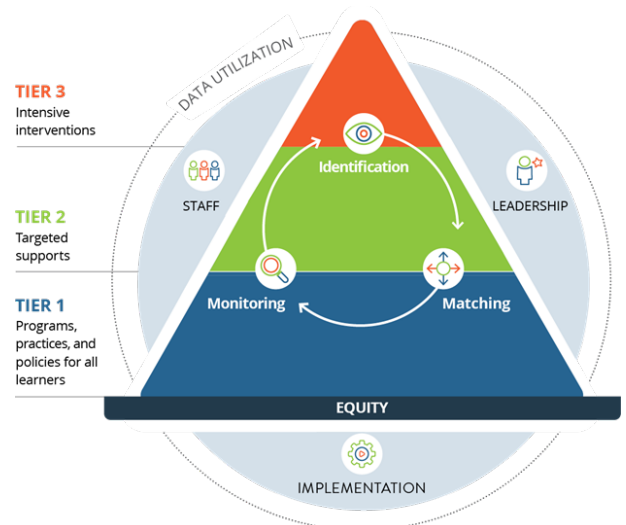 DATA UTILIZATION
TIER 3
Intensive
interventions
Identification
STAFF
LEADERSHIP
TIER 2
Targeted
supports
TIER 1
Programs,
practices, and
policies for all
learners
Monitoring
Matching
EQUITY
IMPLEMENTATION